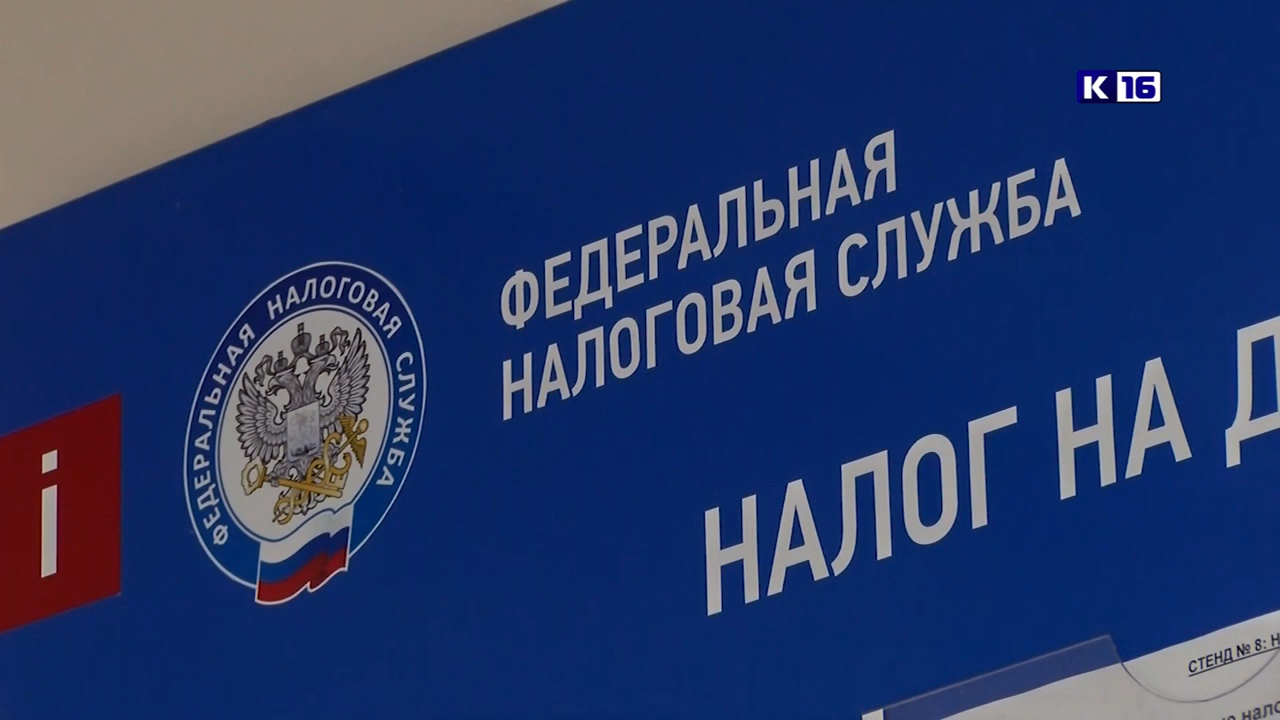 К 16
ФЕДЕРАЛЬНАЯ
НАЛОГОВАЯ СЛУЖБА
ФЕДЕРАЛЬНАЯ НАЛОГОВАЯ СЛУЖБА
i
НАЛОГ НА Д
СТЕНД № 8: Н